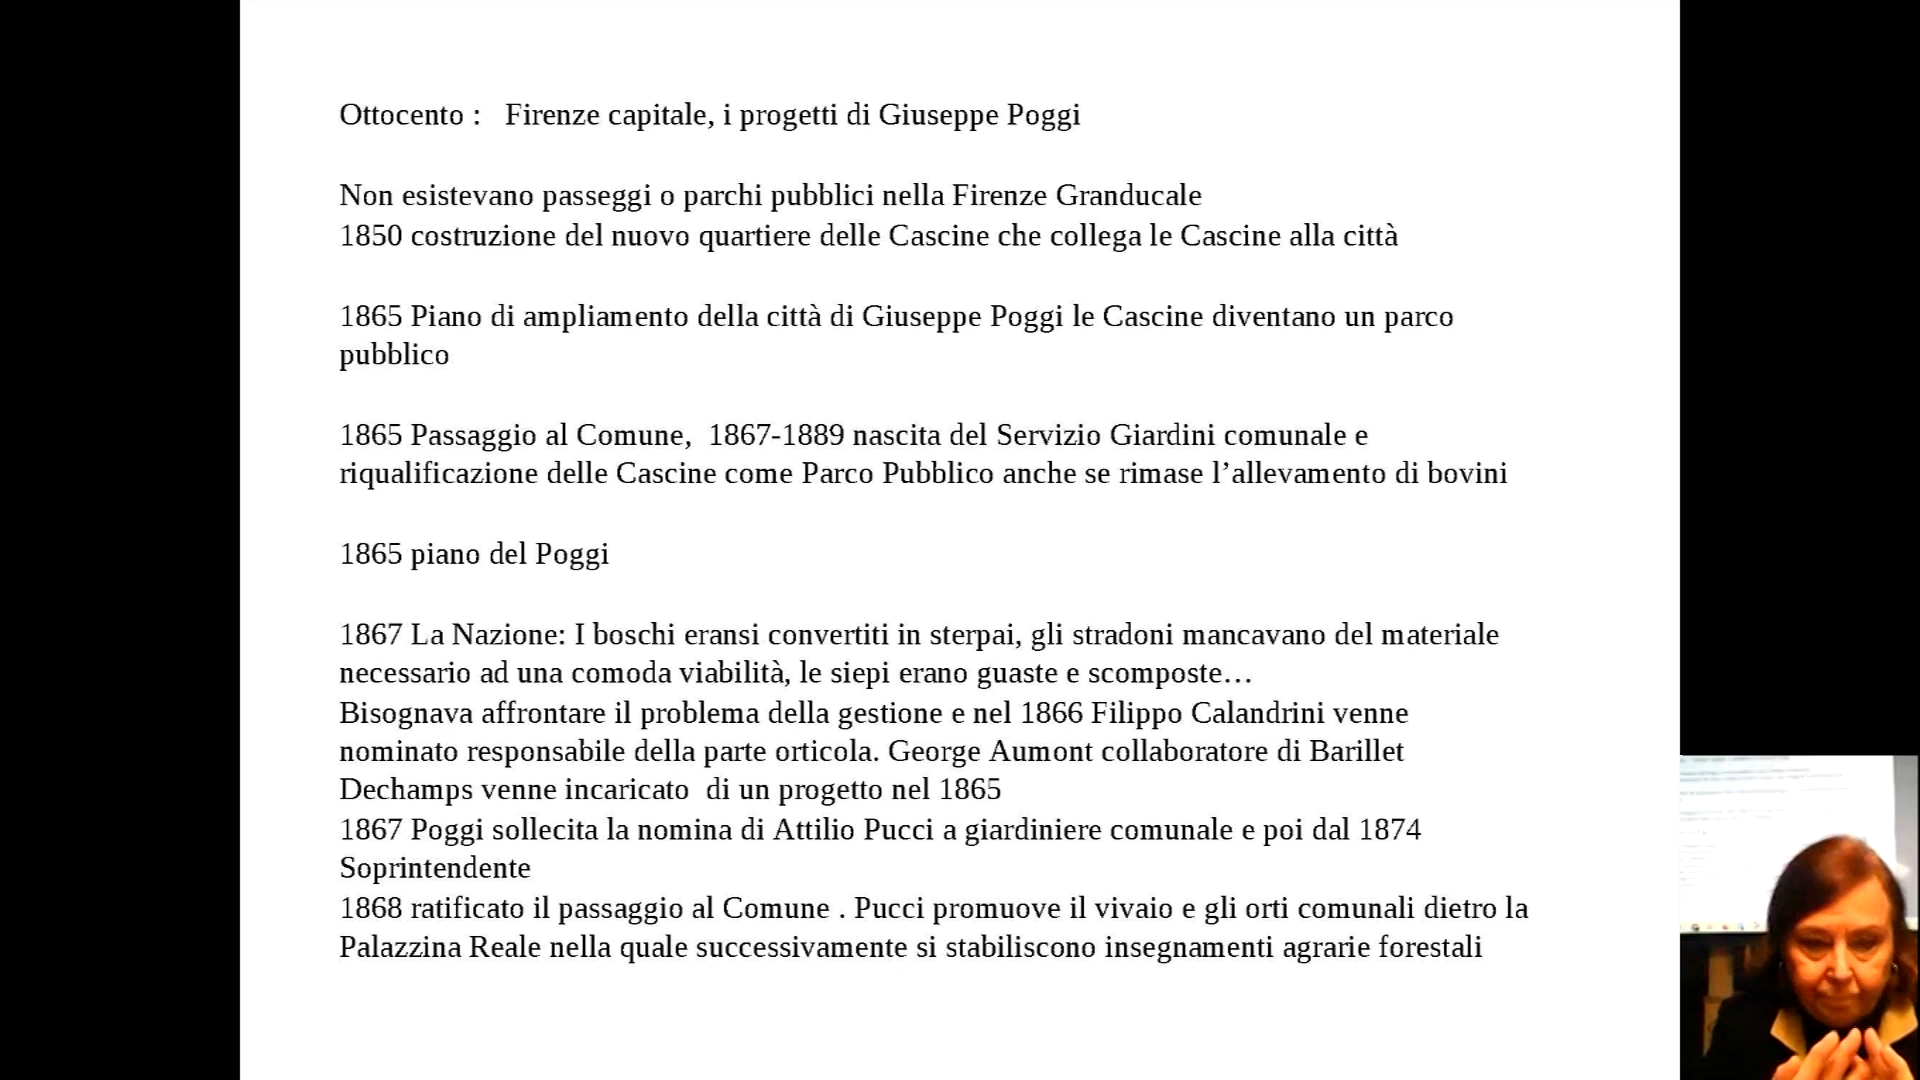 Ottocento :   Firenze capitale, i progetti di Giuseppe Poggi
Non esistevano passeggi o parchi pubblici nella Firenze Granducale
1850 costruzione del nuovo quartiere delle Cascine che collega le Cascine alla città
1865 Piano di ampliamento della città di Giuseppe Poggi le Cascine diventano un parco
pubblico
1865 Passaggio al Comune,  1867-1889 nascita del Servizio Giardini comunale e
riqualificazione delle Cascine come Parco Pubblico anche se rimase l’allevamento di bovini
1865 piano del Poggi
1867 La Nazione: I boschi eransi convertiti in sterpai, gli stradoni mancavano del materiale
necessario ad una comoda viabilità, le siepi erano guaste e scomposte…
Bisognava affrontare il problema della gestione e nel 1866 Filippo Calandrini venne
nominato responsabile della parte orticola. George Aumont collaboratore di Barillet
Dechamps venne incaricato  di un progetto nel 1865
1867 Poggi sollecita la nomina di Attilio Pucci a giardiniere comunale e poi dal 1874
Soprintendente
1868 ratificato il passaggio al Comune . Pucci promuove il vivaio e gli orti comunali dietro la
Palazzina Reale nella quale successivamente si stabiliscono insegnamenti agrarie forestali